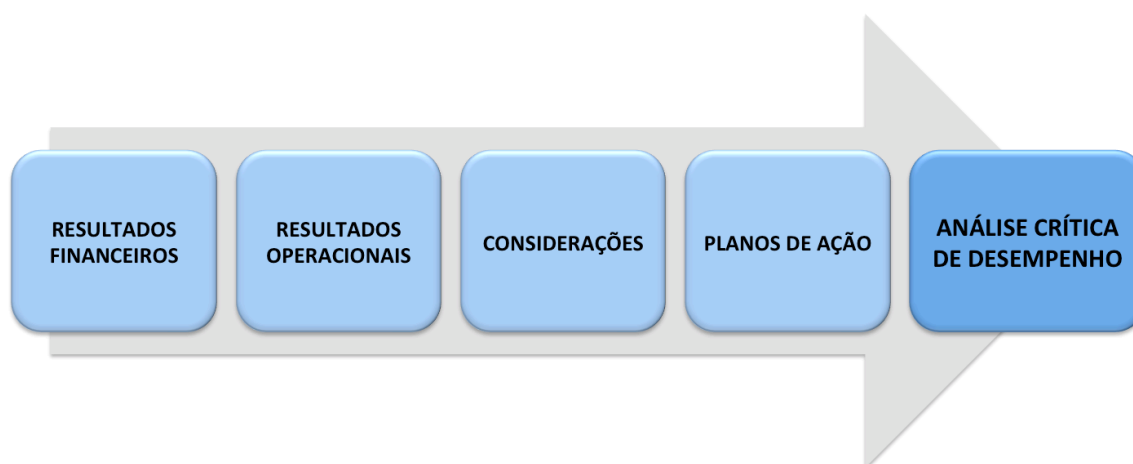 RESULTADOS
FINANCEIROS
RESULTADOS
OPERACIONAIS
CONSIDERAÇÕES
PLANOS DE AÇÃO
ANÁLISE CRÍTICA
DE DESEMPENHO